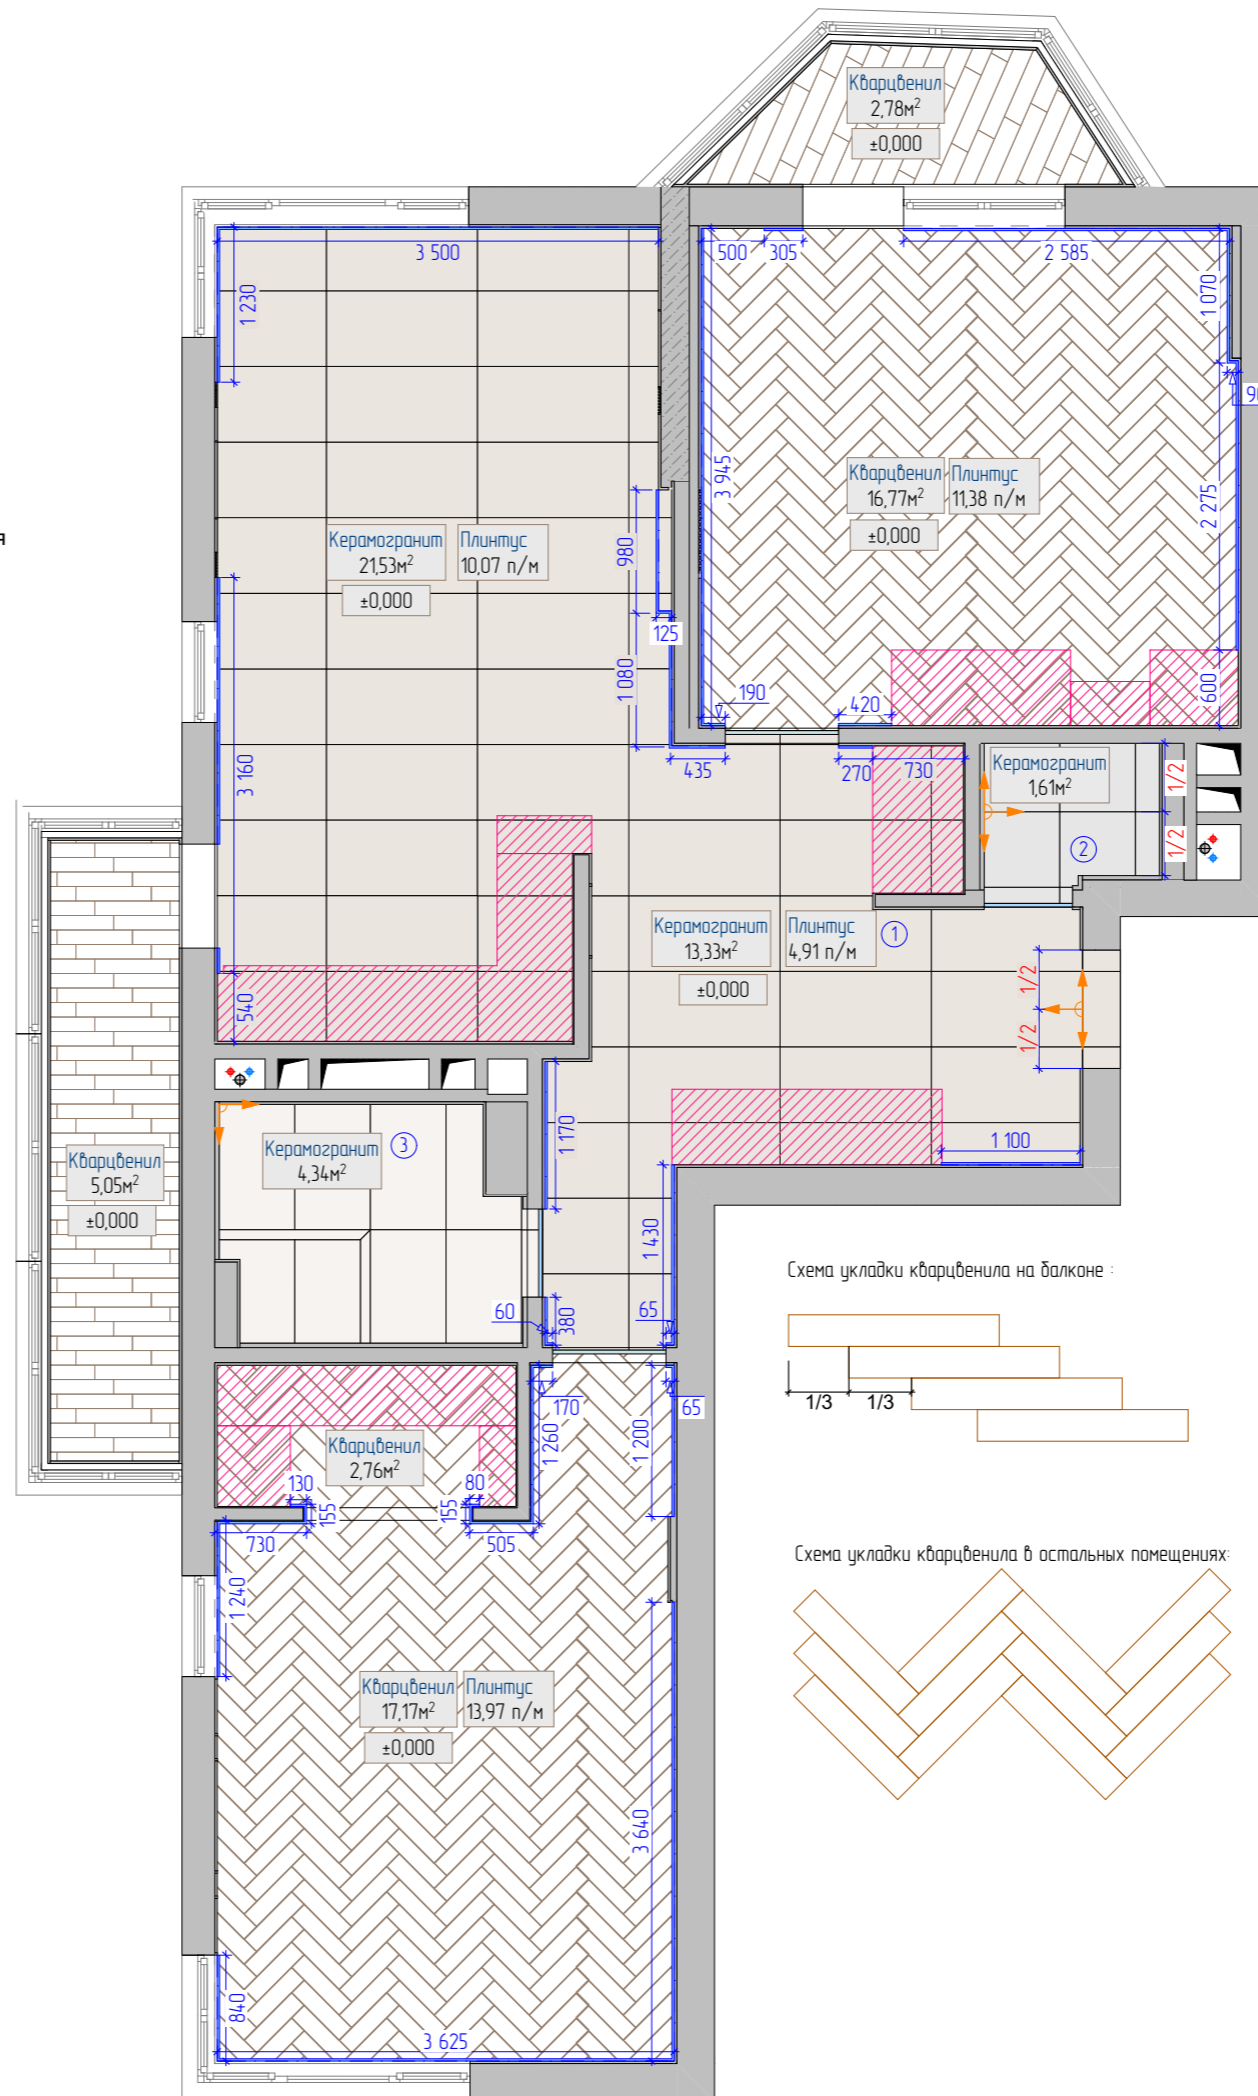 Кварцвенил
2,78м²
±0,000
3 500
500
305
2 585
1 230
1 070
3 945
Кварцвенил
16,77м²
±0,000
Плинтус
11,38 п/м
2 275
я
Керамогранит
21,53м²
±0,000
Плинтус
10,07 п/м
980
125
1 080
190
420
600
435
270
730
3 160
Керамогранит
1,61м²
1/2
1/2
2
Керамогранит
13,33м²
±0,000
Плинтус
4,91 п/м
1
1/2
1/2
540
1 170
1 100
Керамогранит
4,34м²
3
Кварцвенил
5,05м²
±0,000
1 430
60
380
65
Схема укладки кварцвенила на балконе :
1/3
1/3
170
65
1 260
1 200
Кварцвенил
2,76м²
130
80
155
155
730
505
Схема укладки кварцвенила в остальных помещениях:
1 240
Кварцвенил
17,17м²
±0,000
Плинтус
13,97 п/м
3 640
840
3 625